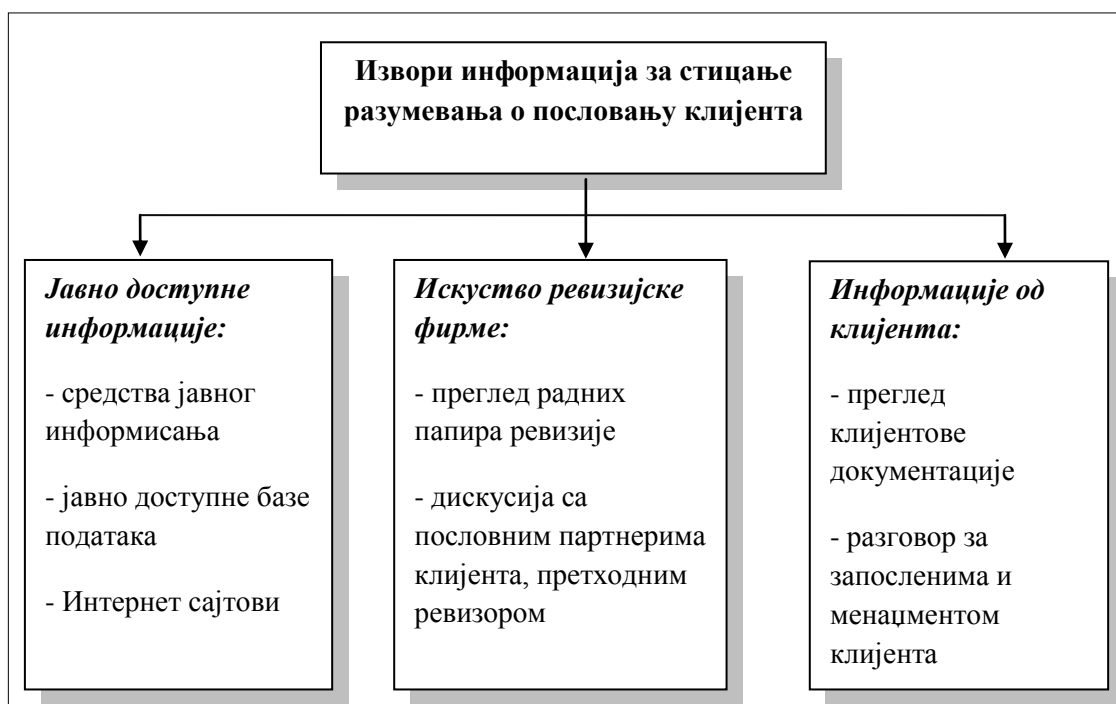 Извори информација за стицање
разумевања о пословању клијента
Јавно доступне
информације:
- средства јавног
информисања
- јавно доступне базе
података
- Интернет сајтови
Искуство ревизијске
фирме:
- преглед радних
папира ревизије
- дискусија са
пословним партнерима
клијента, претходним
ревизором
Информације од
клијента:
- преглед
клијентове
документације
- разговор за
запосленима и
менаџментом
клијента